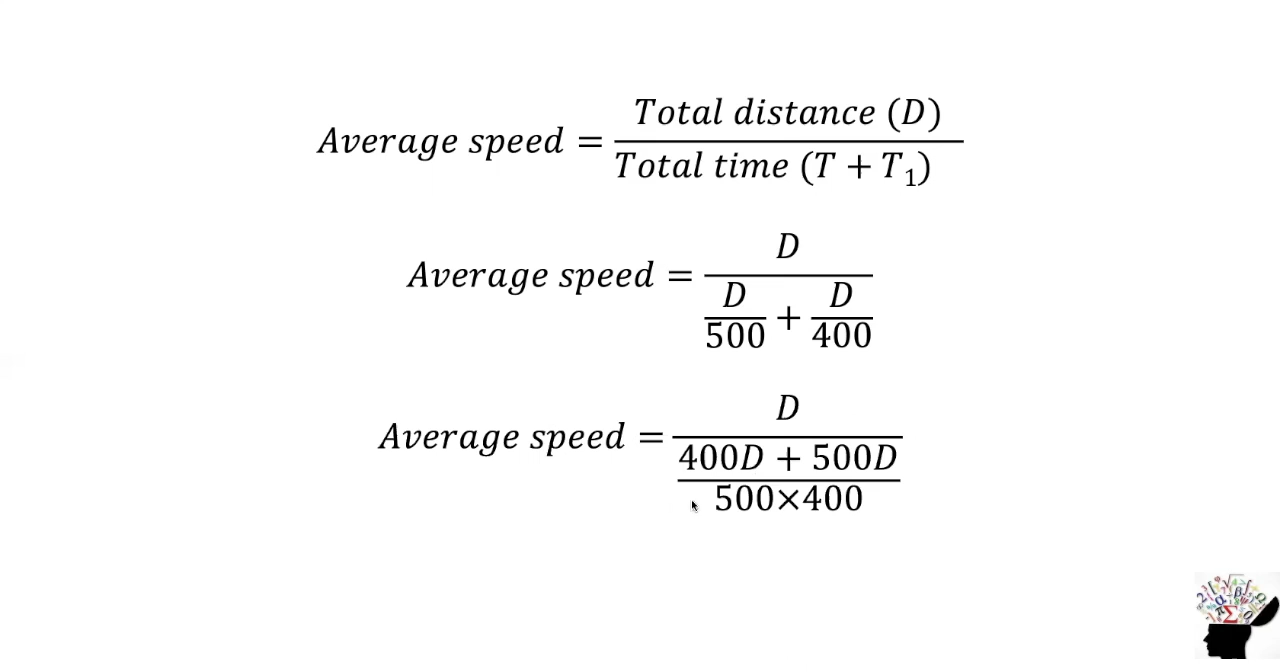 Average speed = Total distance (D) / Total time (T + T₁)
Average speed = D / (D/500 + D/400)
Average speed = D / ((400D + 500D) / (500×400))